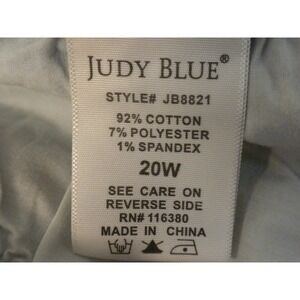 JUDY BLUE®
STYLE# JB8821
92% COTTON
7% POLYESTER
1% SPANDEX
20W
SEE CARE ON
REVERSE SIDE
RN# 116380
MADE IN CHINA